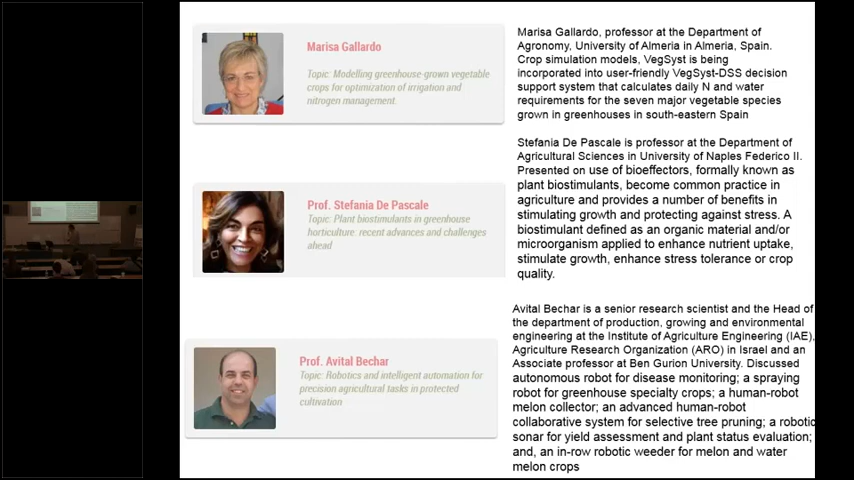 Marisa Gallardo
Topic: Modelling greenhouse-grown vegetable
crops for optimization of irrigation and
nitrogen management.
Marisa Gallardo, professor at the Department of
Agronomy, University of Almeria in Almeria, Spain.
Crop simulation models, VegSyst is being
incorporated into user-friendly VegSyst-DSS decision
support system that calculates daily N and water
requirements for the seven major vegetable species
grown in greenhouses in south-eastern Spain
Prof. Stefania De Pascale
Topic: Plant biostimulants in greenhouse
horticulture: recent advances and challenges
ahead
Stefania De Pascale is professor at the Department of
Agricultural Sciences in University of Naples Federico II.
Presented on use of bioeffectors, formally known as
plant biostimulants, become common practice in
agriculture and provides a number of benefits in
stimulating growth and protecting against stress. A
biostimulant defined as an organic material and/or
microorganism applied to enhance nutrient uptake,
stimulate growth, enhance stress tolerance or crop
quality.
Prof. Avital Bechar
Topic: Robotics and intelligent automation for
precision agricultural tasks in protected
cultivation
Avital Bechar is a senior research scientist and the Head of
the department of production, growing and environmental
engineering at the Institute of Agriculture Engineering (IAE),
Agriculture Research Organization (ARO) in Israel and an
Associate professor at Ben Gurion University. Discussed
autonomous robot for disease monitoring; a spraying
robot for greenhouse specialty crops; a human-robot
melon collector; an advanced human-robot
collaborative system for selective tree pruning; a robotic
sonar for yield assessment and plant status evaluation;
and, an in-row robotic weeder for melon and water
melon crops